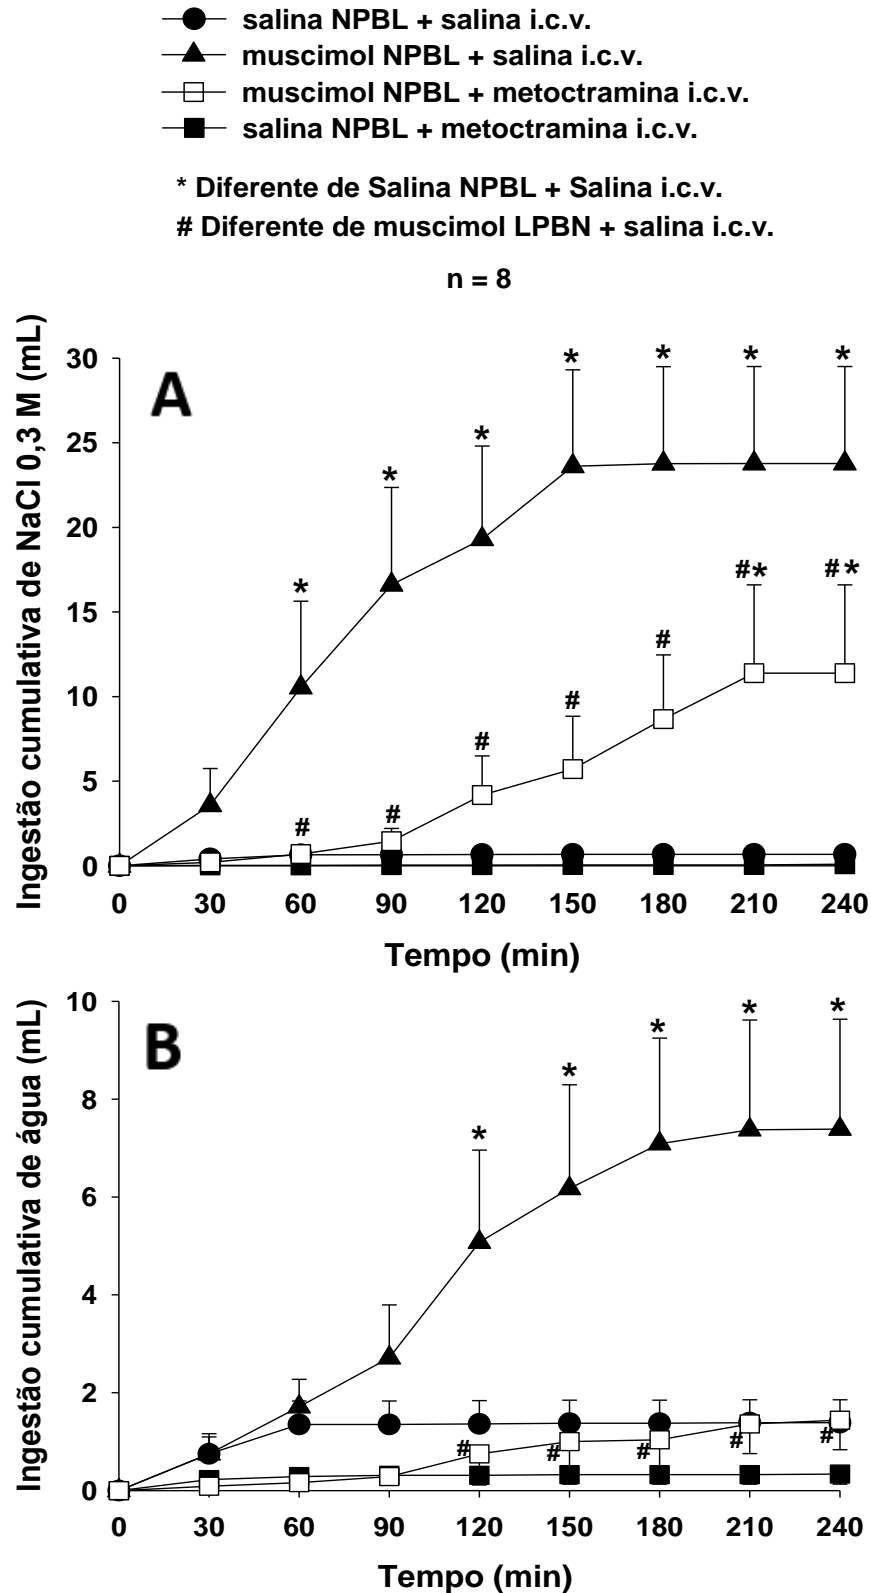 salina NPBL + salina i.c.v.
muscimol NPBL + salina i.c.v.
muscimol NPBL + metoctramina i.c.v.
salina NPBL + metoctramina i.c.v.
* Diferente de Salina NPBL + Salina i.c.v.
# Diferente de muscimol LPBN + salina i.c.v.
n = 8
A
Ingestão cumulativa de NaCl 0,3 M (mL)
30
25
20
15
10
5
0
* * * * * * *
# # # # # #* #*
0 30 60 90 120 150 180 210 240
Tempo (min)
B
Ingestão cumulativa de água (mL)
10
8
6
4
2
0
* * * * *
# # # # #
0 30 60 90 120 150 180 210 240
Tempo (min)